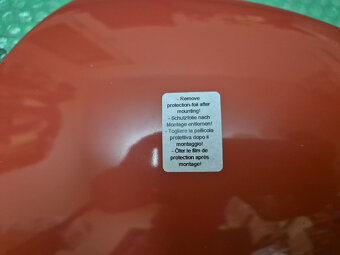 - Remove
protection-foil after
mounting!
- Schutzfolie nach
Montage entfernen!
- Togliere la pellicola
protettiva dopo il
montaggio!
- Ôter le film de
protection après
montage!